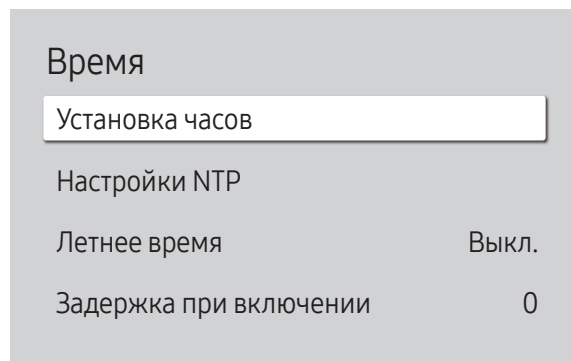 Время
Установка часов
Настройки NTP
Летнее время Выкл.
Задержка при включении 0